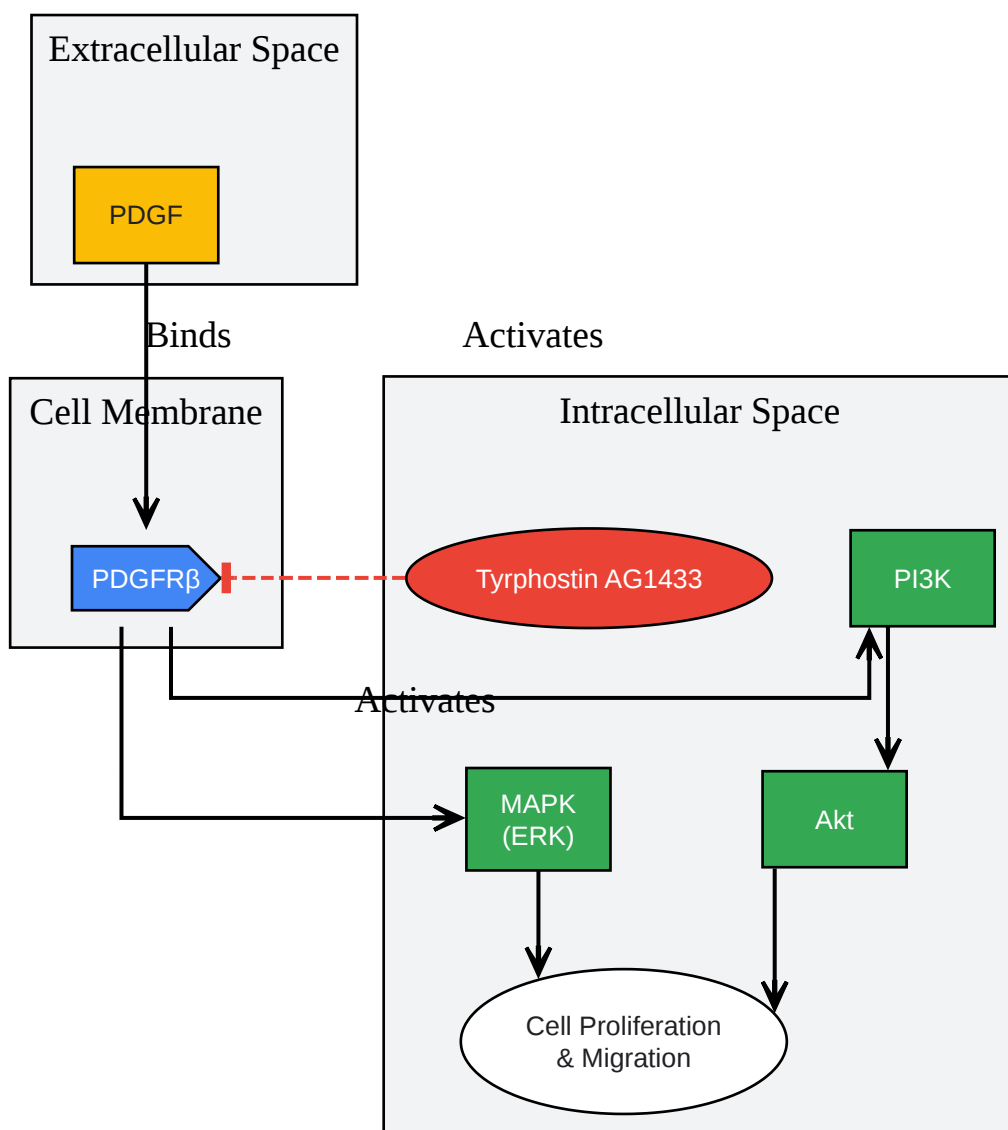 Extracellular Space
PDGF
Binds
Activates
Cell Membrane
Intracellular Space
PDGFRβ
Tyrphostin AG1433
PI3K
Activates
MAPK
(ERK)
Akt
Cell Proliferation
& Migration